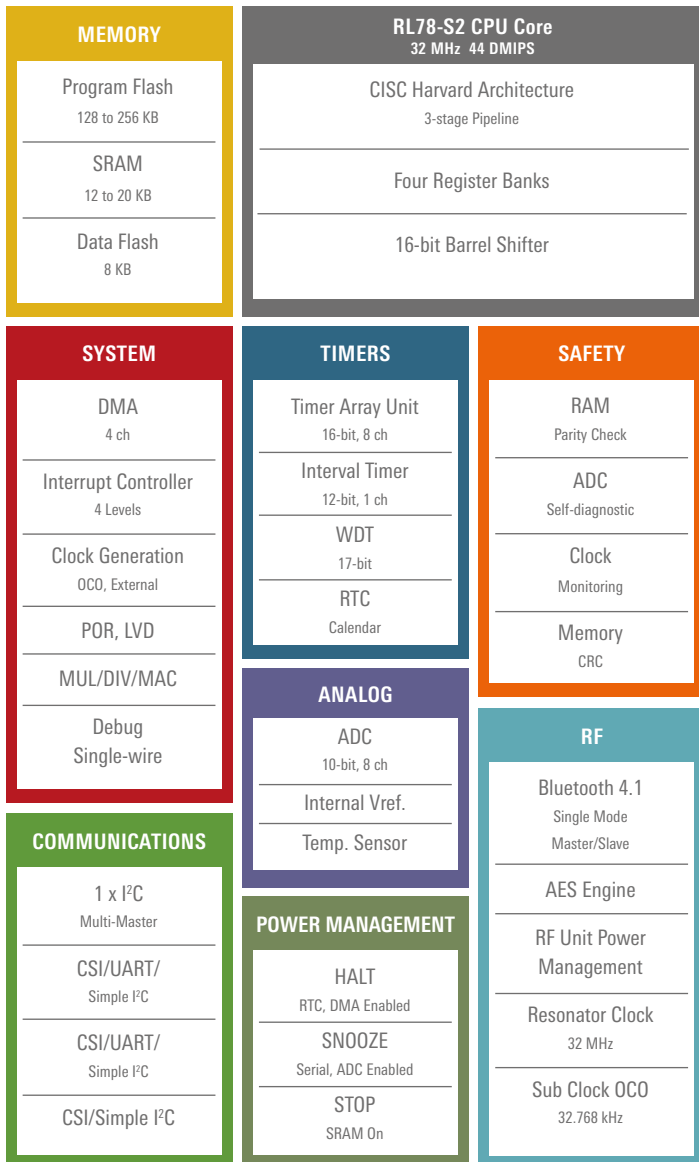 MEMORY
Program Flash
128 to 256 KB
SRAM
12 to 20 KB
Data Flash
8 KB
RL78-S2 CPU Core
32 MHz 44 DMIPS
CISC Harvard Architecture
3-stage Pipeline
Four Register Banks
16-bit Barrel Shifter
SYSTEM
DMA
4 ch
Interrupt Controller
4 Levels
Clock Generation
OCO, External
POR, LVD
MUL/DIV/MAC
Debug
Single-wire
TIMERS
Timer Array Unit
16-bit, 8 ch
Interval Timer
12-bit, 1 ch
WDT
17-bit
RTC
Calendar
SAFETY
RAM
Parity Check
ADC
Self-diagnostic
Clock
Monitoring
Memory
CRC
ANALOG
ADC
10-bit, 8 ch
Internal Vref.
Temp. Sensor
RF
Bluetooth 4.1
Single Mode
Master/Slave
AES Engine
RF Unit Power
Management
Resonator Clock
32 MHz
Sub Clock OCO
32.768 kHz
COMMUNICATIONS
1 x I²C
Multi-Master
CSI/UART/
Simple I²C
CSI/UART/
Simple I²C
CSI/Simple I²C
POWER MANAGEMENT
HALT
RTC, DMA Enabled
SNOOZE
Serial, ADC Enabled
STOP
SRAM On